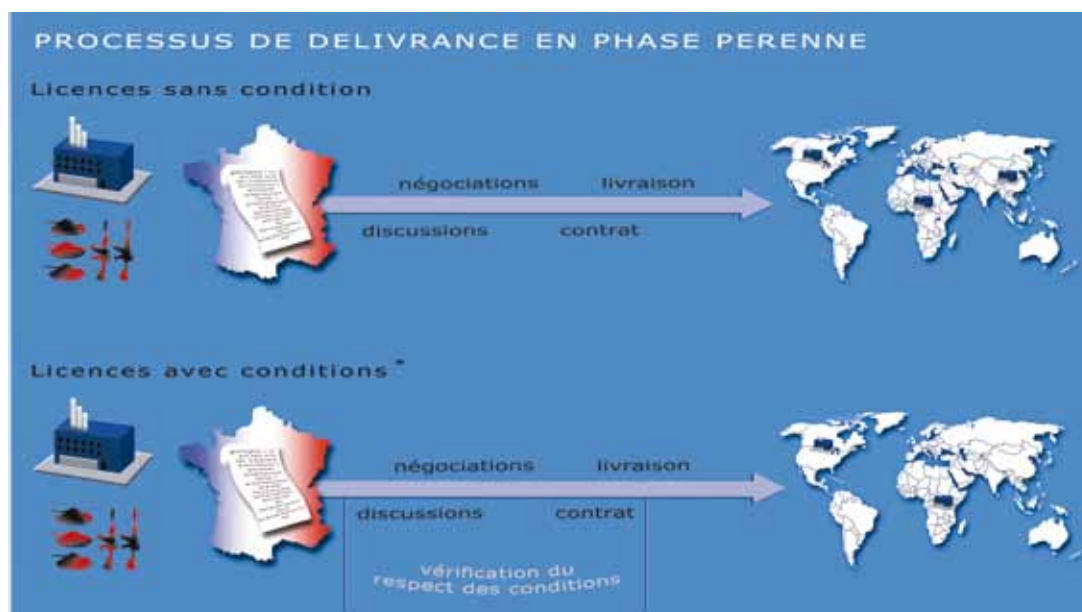 PROCESSUS DE DELIVRANCE EN PHASE PERENNE
Licences sans condition
négociations livraison
discussions contrat
Licences avec conditions *
négociations livraison
discussions contrat
vérification du
respect des conditions